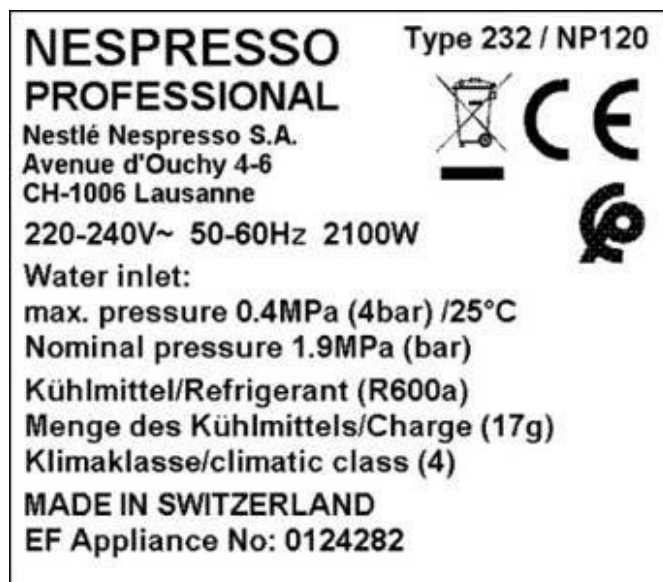 NESPRESSO
PROFESSIONAL
Type 232 / NP120
Nestlé Nespresso S.A.
Avenue d'Ouchy 4-6
CH-1006 Lausanne
CE
220-240V~ 50-60Hz 2100W
Water inlet:
max. pressure 0.4MPa (4bar) /25°C
Nominal pressure 1.9MPa (bar)
Kühlmittel/Refrigerant (R600a)
Menge des Kühlmittels/Charge (17g)
Klimaklasse/climatic class (4)
MADE IN SWITZERLAND
EF Appliance No: 0124282